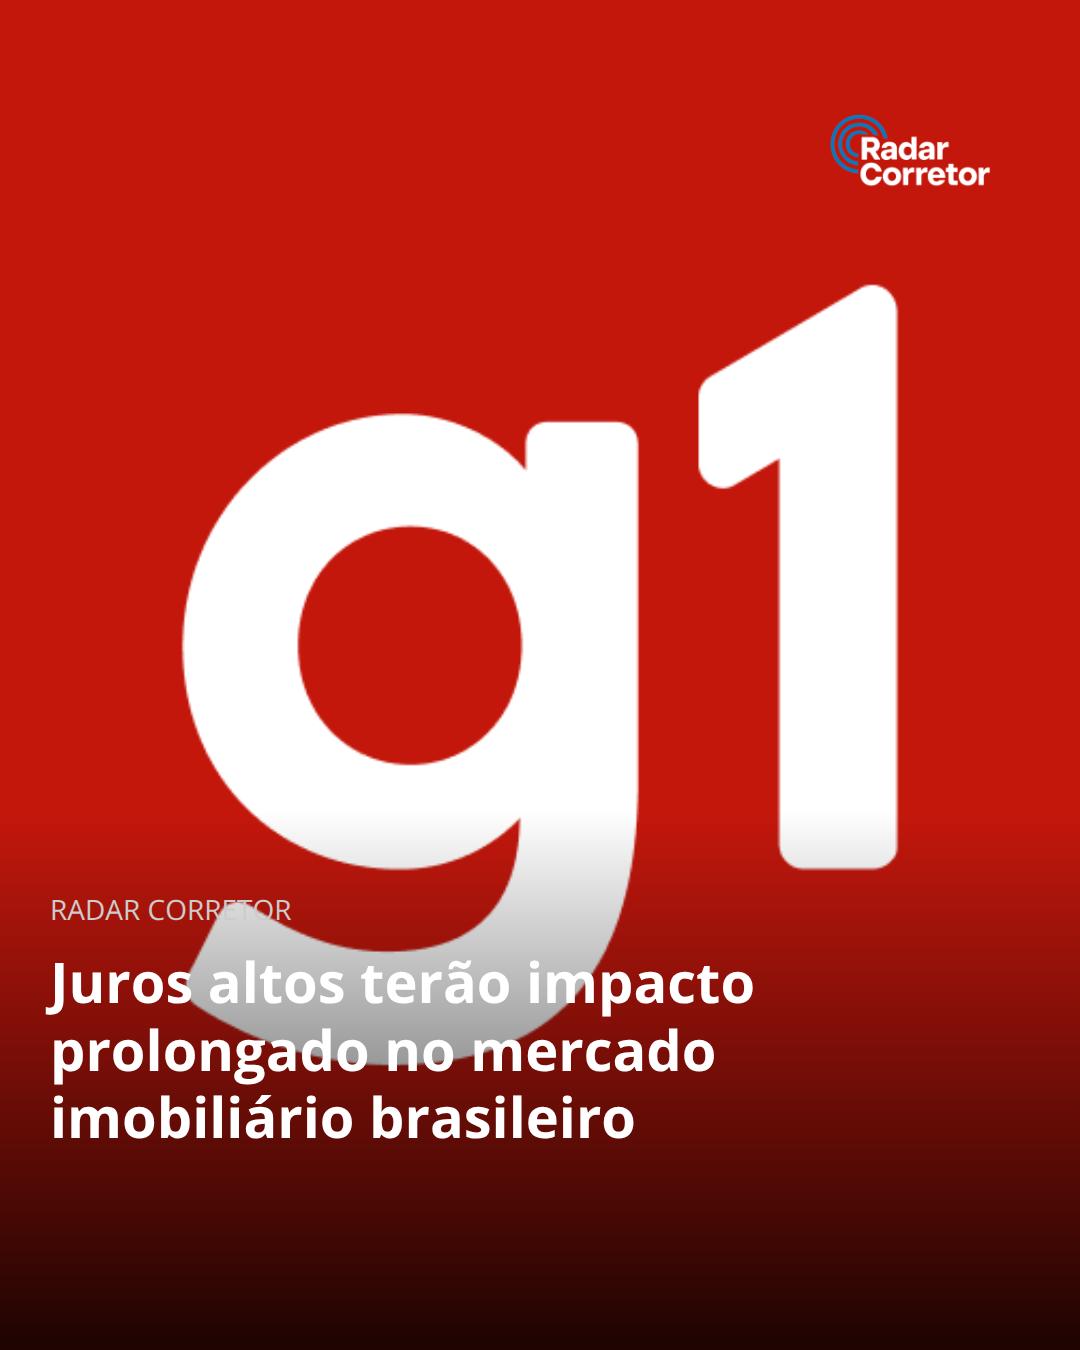 Radar
Corretor
g1
RADAR CORRETOR
Juros altos terão impacto
prolongado no mercado
imobiliário brasileiro